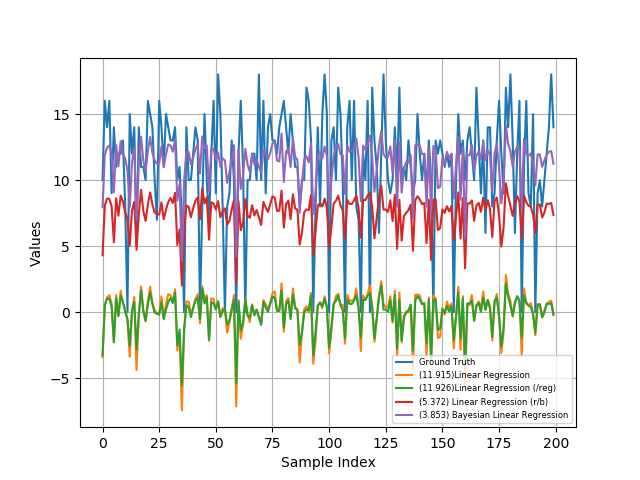 15
10
5
0
−5
Values
0
25
50
75
100
125
150
175
200
Sample Index
Ground Truth
(11.915)Linear Regression
(11.926)Linear Regression (/reg)
(5.372) Linear Regression (r/b)
(3.853) Bayesian Linear Regression